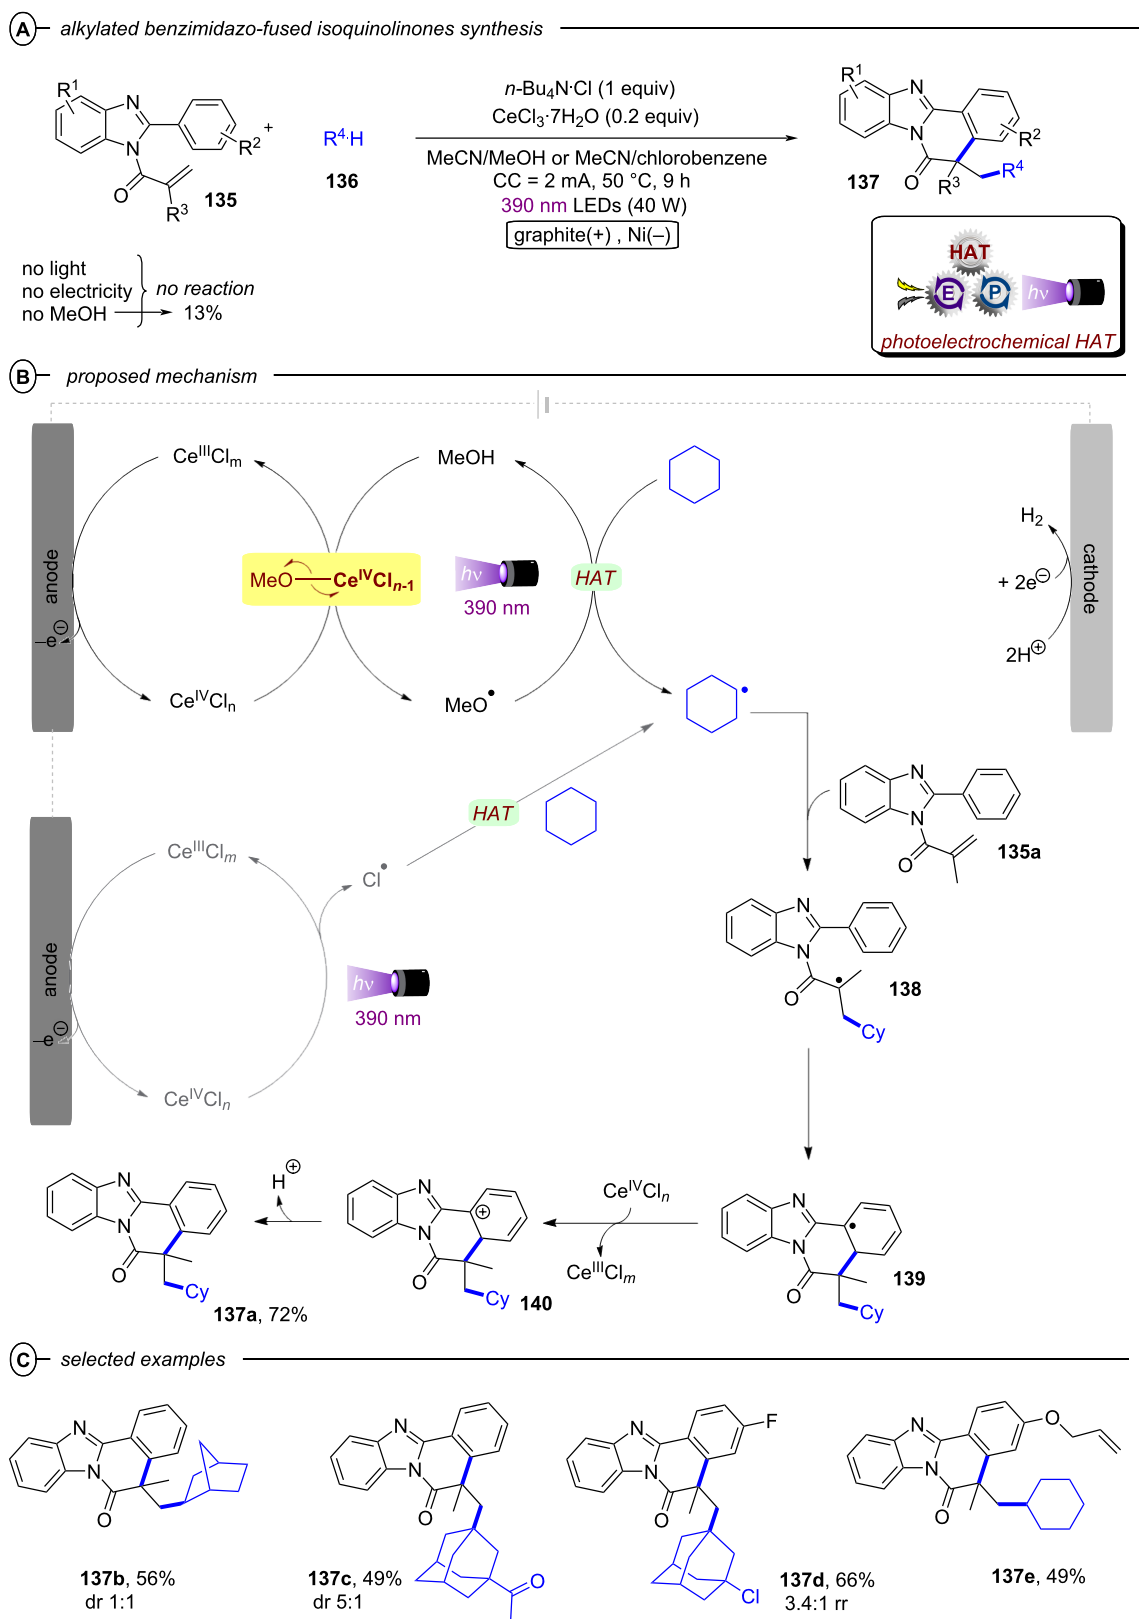 A alkylated benzimidazo-fused isoquinolinones synthesis
R1
N
N
O
R3
R2
+
135
R4·H
136
n-Bu4N·Cl (1 equiv)
CeCl3·7H2O (0.2 equiv)
MeCN/MeOH or MeCN/chlorobenzene
CC = 2 mA, 50 °C, 9 h
390 nm LEDs (40 W)
graphite(+) , Ni(–)
R1
N
N
O
R3
R4
R2
137
no light
no electricity
no reaction
no MeOH
13%
HAT
E
P
hν
photoelectrochemical HAT
B proposed mechanism
anode
–e⊖
CeIIIClm
MeO CeIVCln-1
CeIVCln
MeOH
hν
390 nm
MeO•
HAT
H2
+ 2e⊖
2H⊕
cathode
•
N
N
O
135a
HAT
anode
–e⊖
CeIIIClm
Cl•
hν
390 nm
CeIVCln
N
N
O
•
Cy
138
N
N
O
Cy
137a, 72%
H⊕
N
N
O
⊕
Cy
140
CeIVCln
CeIIIClm
N
N
O
•
Cy
139
C selected examples
N
N
O
137b, 56%
dr 1:1
N
N
O
O
137c, 49%
dr 5:1
N
N
O
F
Cl
137d, 66%
3.4:1 rr
N
N
O
O
137e, 49%